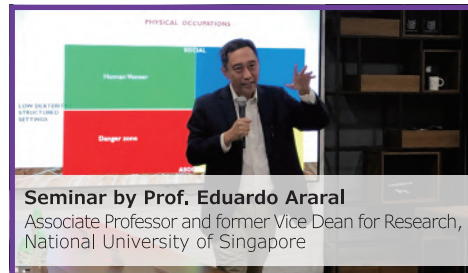 PHYSICAL OCCUPATIONS
SOCIAL
Human Veneer
LOW DEXTERITY
STRUCTURED
SETTINGS
Danger zone
Seminar by Prof. Eduardo Araral
Associate Professor and former Vice Dean for Research,
National University of Singapore